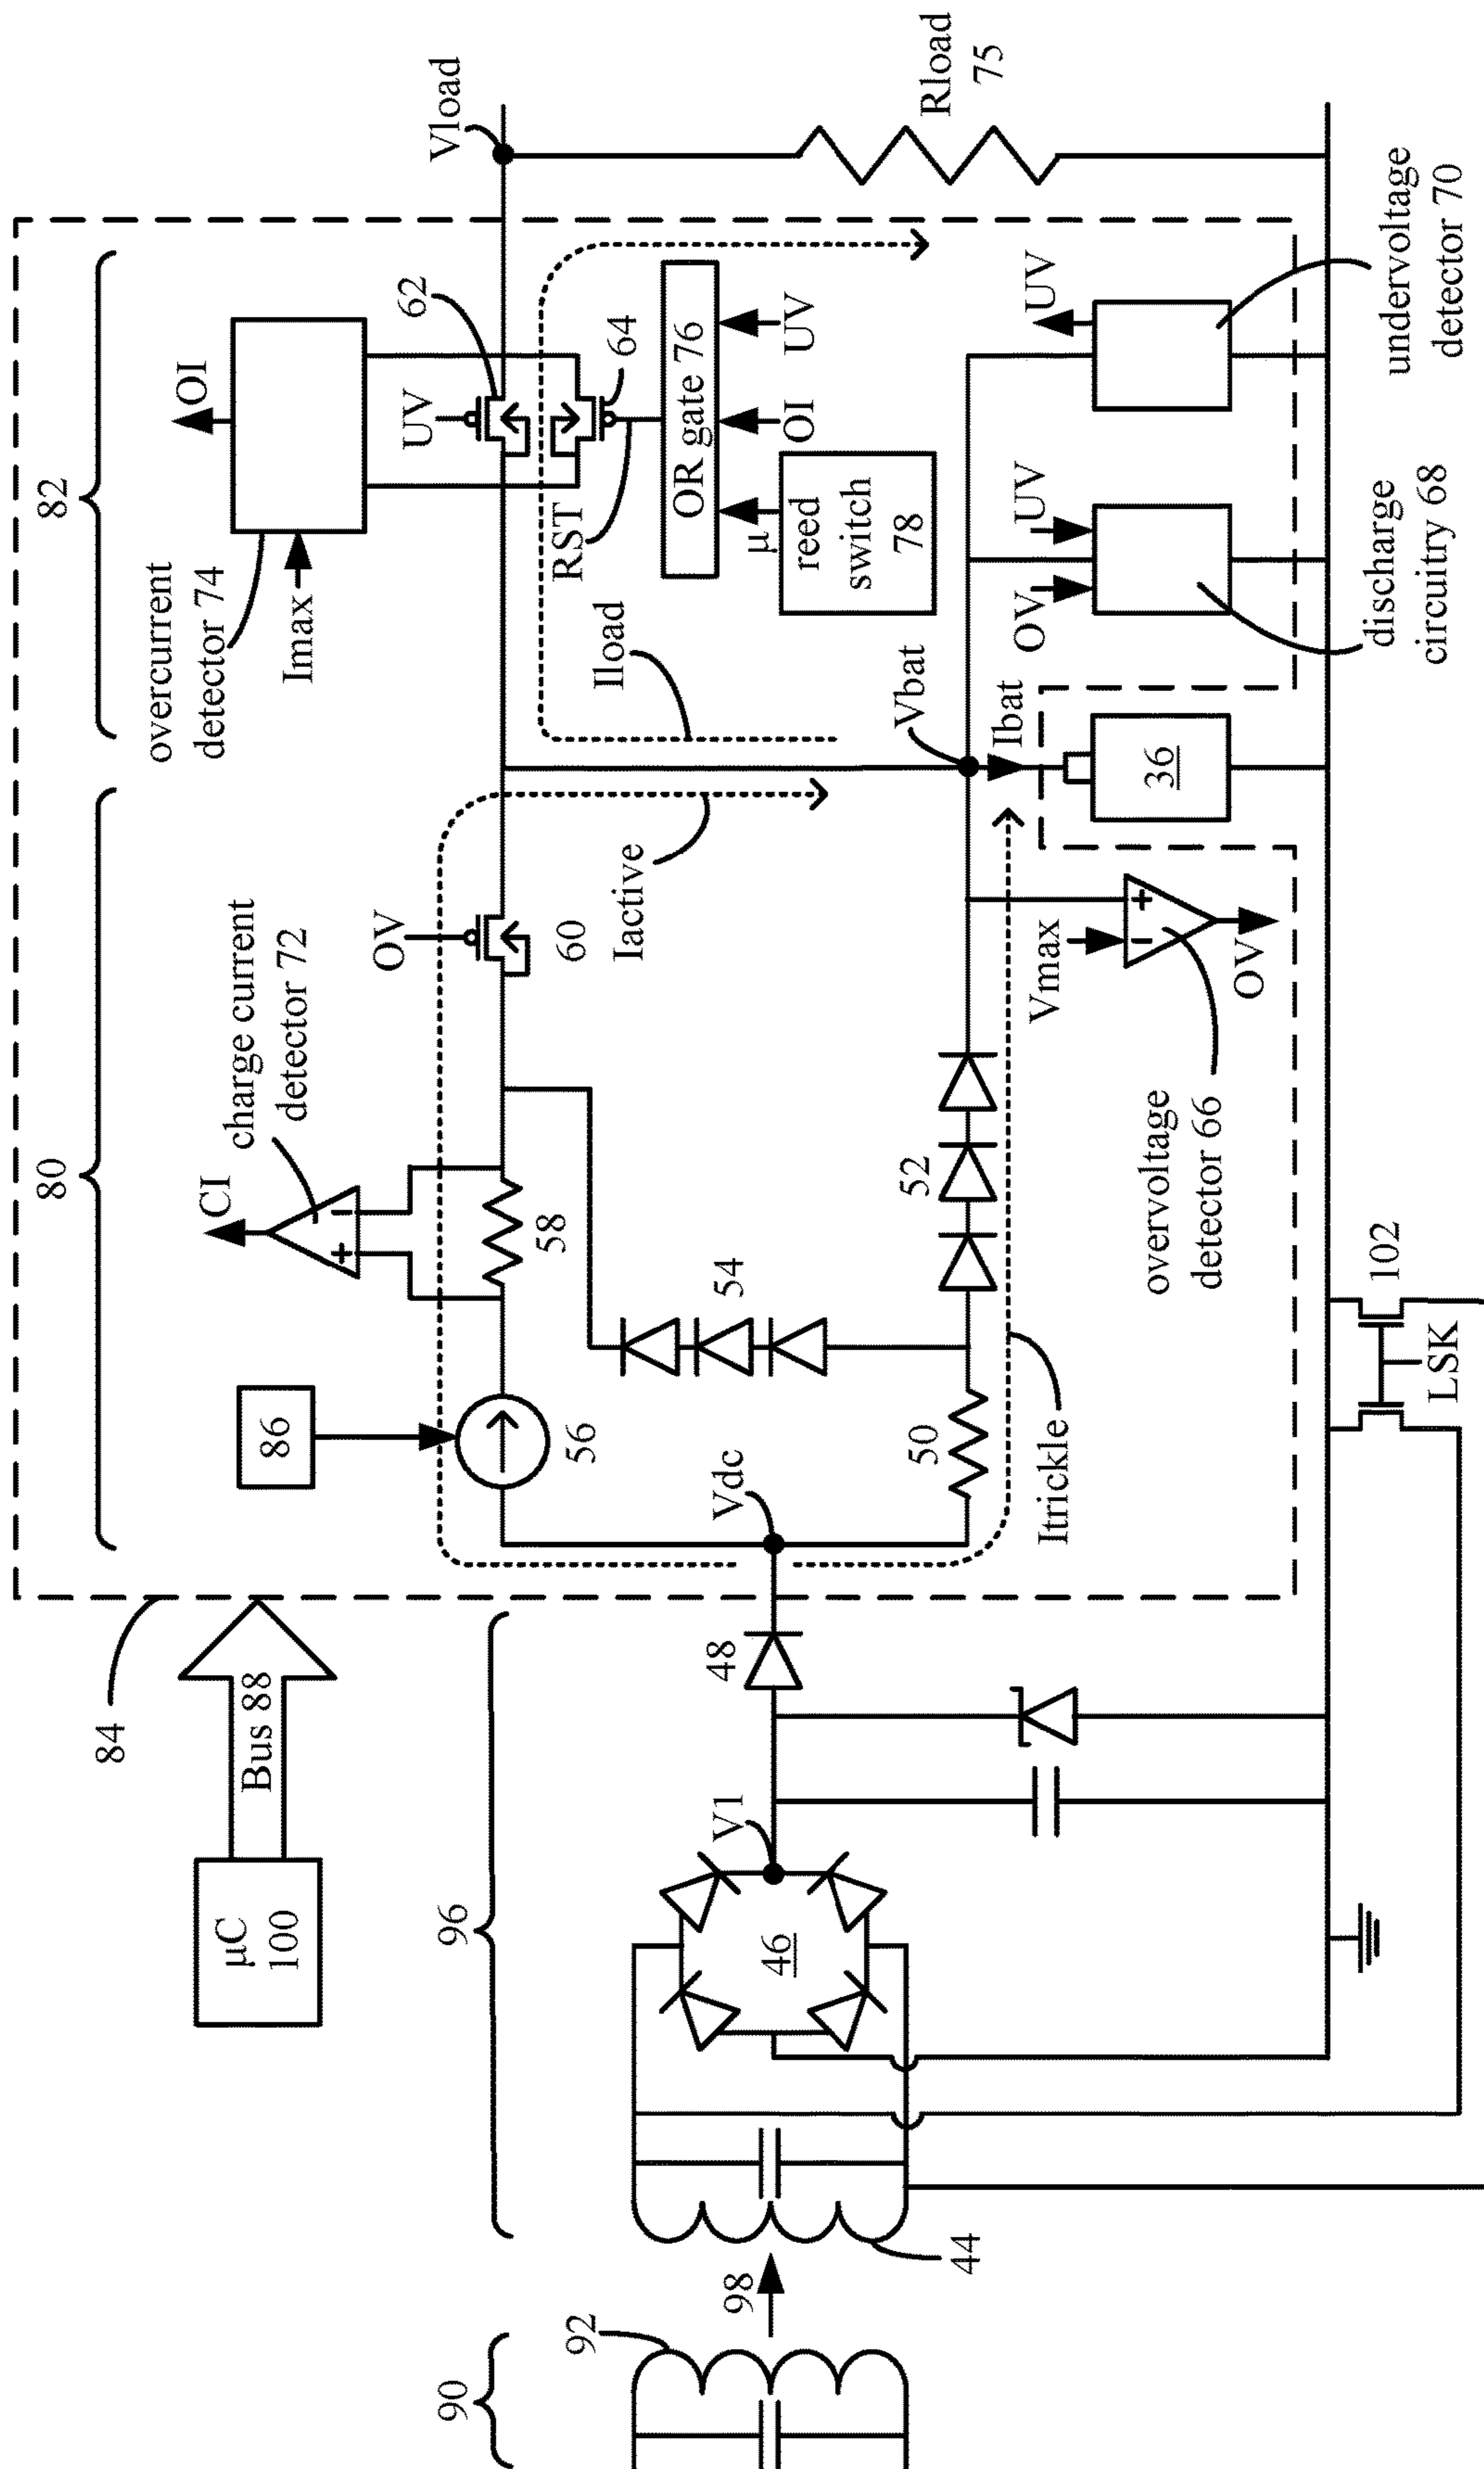 90
92
98
44
96
46
V1
48
µC
100
Bus 88
84
80
86
56
Vdc
50
Itrickle
54
52
58
CI
charge current
detector 72
+
-
OV
60
Iactive
Vmax
-
+
OV
overvoltage
detector 66
102
LSK
82
overcurrent
detector 74
Imax
OI
UV
62
64
RST
OR gate 76
µ
OI
UV
reed
switch
78
Iload
Vbat
Ibat
36
OV
UV
discharge
circuitry 68
UV
undervoltage
detector 70
Vload
Rload
75